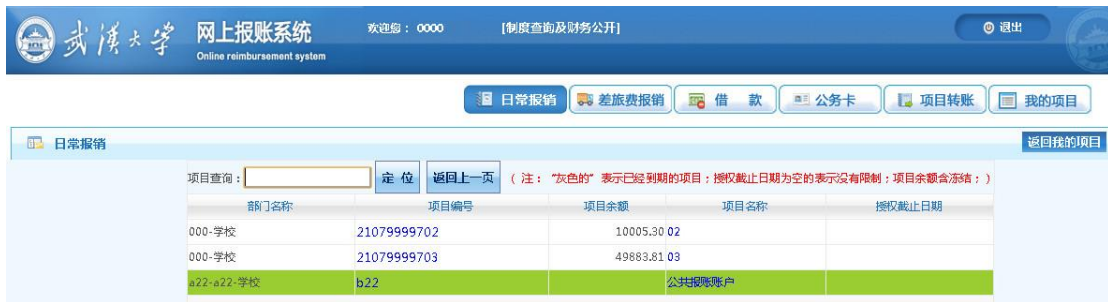 武漢大学 网上报账系统 欢迎您： 0000 [制度查询及财务公开] 退出
Online reimbursement system
日常报销 差旅费报销 借 款 公务卡 项目转账 我的项目
日常报销 返回我的项目
项目查询： 定 位 返回上一页 （ 注： “灰色的” 表示已经到期的项目；授权截止日期为空的表示没有限制；项目余额含冻结；）
部门名称 项目编号 项目余额 项目名称 授权截止日期
000-学校 21079999702 10005.30 02
000-学校 21079999703 49883.81 03
a22-a22-学校 b22 公共报账账户